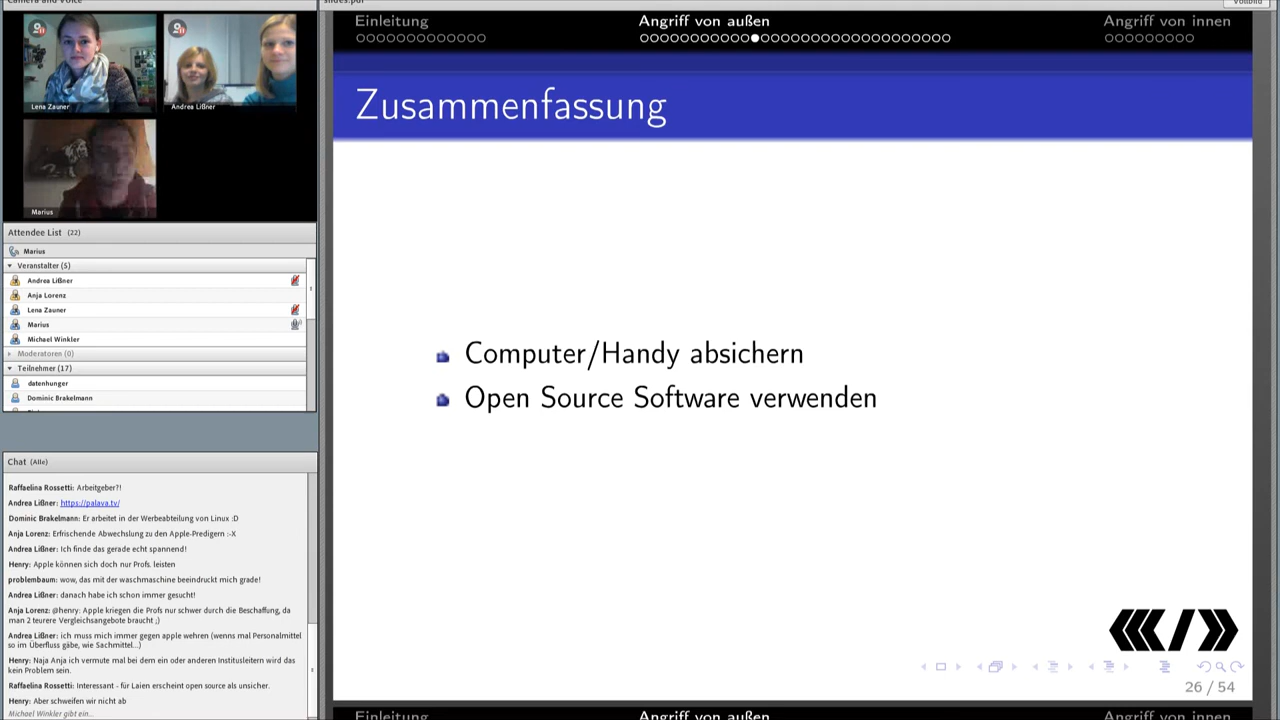 Camera and Voice
slides.pdf
Vollbild
Lena Zauner
Andrea Lißner
Marius
Attendee List (22)
Marius
Veranstalter (5)
Andrea Lißner
Anja Lorenz
Lena Zauner
Marius
Michael Winkler
Moderatoren (0)
Teilnehmer (17)
datenhunger
Dominic Brakelmann
Chat (Alle)
Raffaelina Rossetti: Arbeitgeber?!
Andrea Lißner: https://palava.tv/
Dominic Brakelmann: Er arbeitet in der Werbeabteilung von Linux :D
Anja Lorenz: Erfrischende Abwechslung zu den Apple-Predigern :-X
Andrea Lißner: Ich finde das gerade echt spannend!
Henry: Apple können sich doch nur Profs. leisten
problembaum: wow, das mit der waschmaschine beeindruckt mich grade!
Andrea Lißner: danach habe ich schon immer gesucht!
Anja Lorenz: @henry: Apple kriegen die Profs nur schwer durch die Beschaffung, da
man 2 teurere Vergleichsangebote braucht ;)
Andrea Lißner: ich muss mich immer gegen apple wehren (wenns mal Personalmittel
so im Überfluss gäbe, wie Sachmittel...)
Henry: Naja Anja ich vermute mal bei dem ein oder anderen Institusleitern wird das
kein Problem sein.
Raffaelina Rossetti: Interessant - für Laien erscheint open source als unsicher.
Henry: Aber schweifen wir nicht ab
Michael Winkler gibt ein...
Einleitung
Angriff von außen
Angriff von innen
Zusammenfassung
Computer/Handy absichern
Open Source Software verwenden
26 / 54
Einleitung
Angriff von außen
Angriff von innen